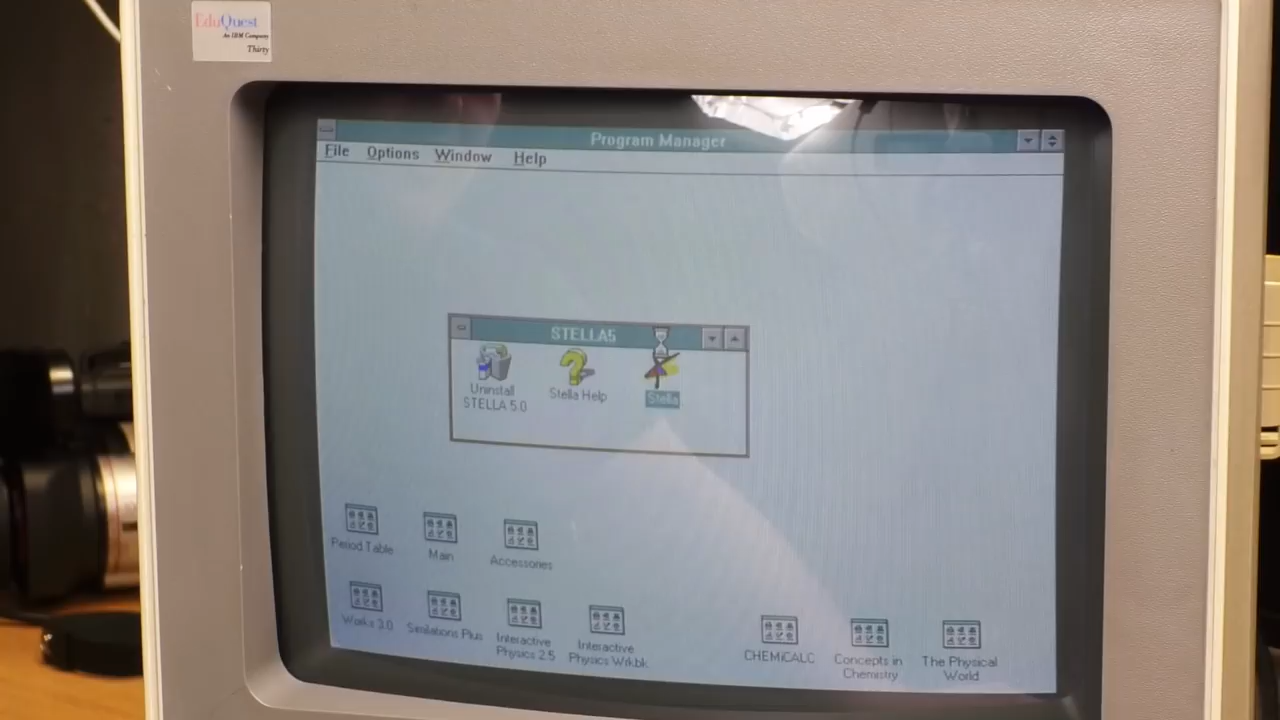 EduQuest
An IBM Company
Thirty
Program Manager
File Options Window Help
STELLA5
Uninstall
STELLA 5.0
Stella Help
Stella
Period Table
Main
Accessories
Works 3.0
Simlations Plus
Interactive
Physics 2.5
Interactive
Physics Wrkbk
CHEMiCALC
Concepts in
Chemistry
The Physical
World